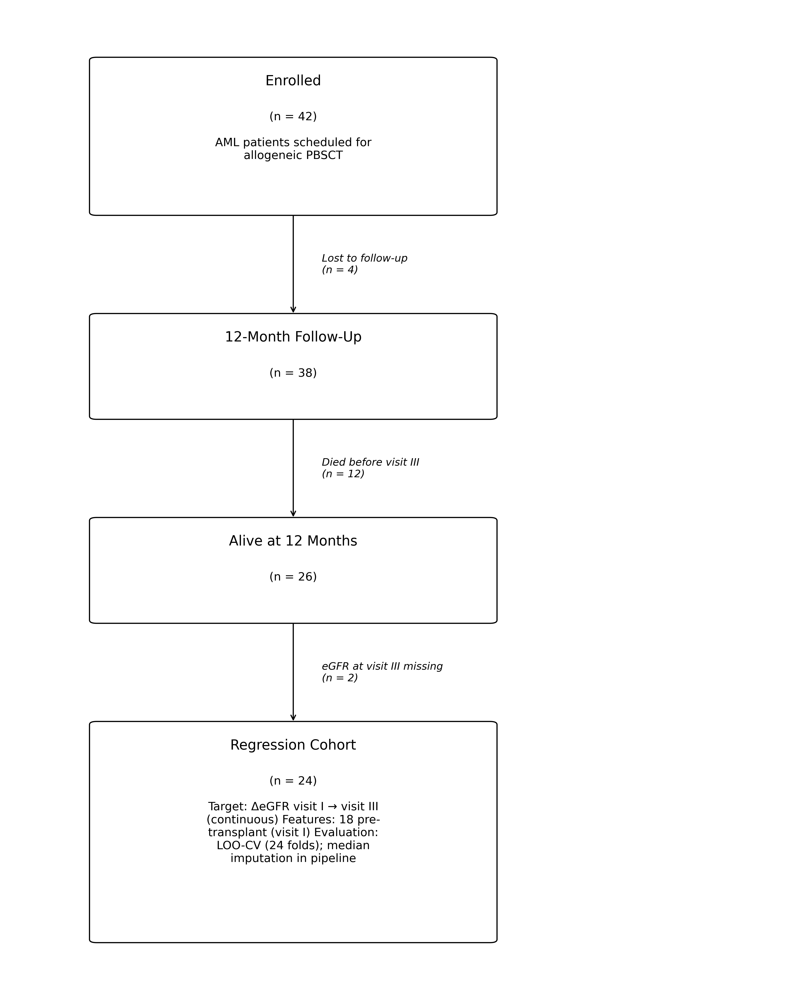 Enrolled
(n = 42)
AML patients scheduled for
allogeneic PBSCT
Lost to follow-up
(n = 4)
12-Month Follow-Up
(n = 38)
Died before visit III
(n = 12)
Alive at 12 Months
(n = 26)
eGFR at visit III missing
(n = 2)
Regression Cohort
(n = 24)
Target: ΔeGFR visit I → visit III
(continuous) Features: 18 pre-
transplant (visit I) Evaluation:
LOO-CV (24 folds); median
imputation in pipeline